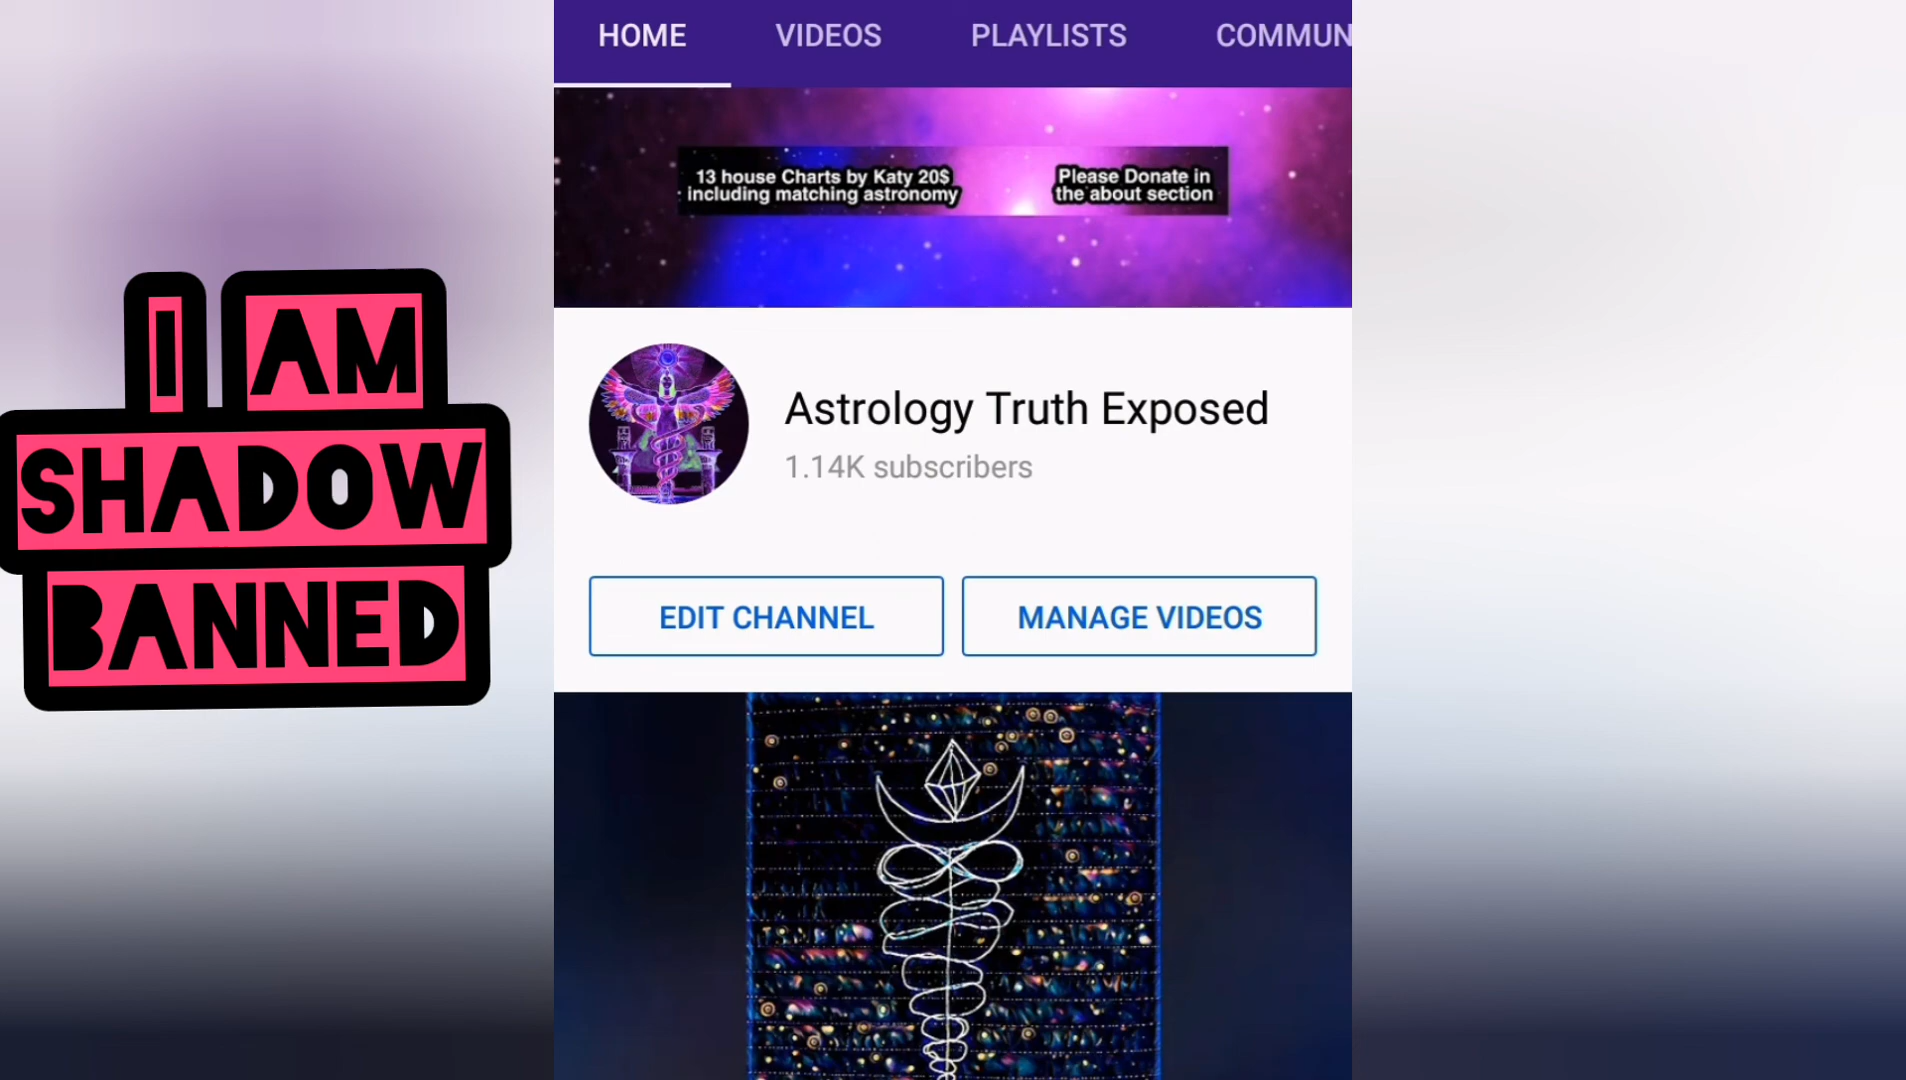 I AM
SHADOW
BANNED
HOME VIDEOS PLAYLISTS COMMUN
13 house Charts by Katy 20$
including matching astronomy
Please Donate in
the about section
Astrology Truth Exposed
1.14K subscribers
EDIT CHANNEL MANAGE VIDEOS